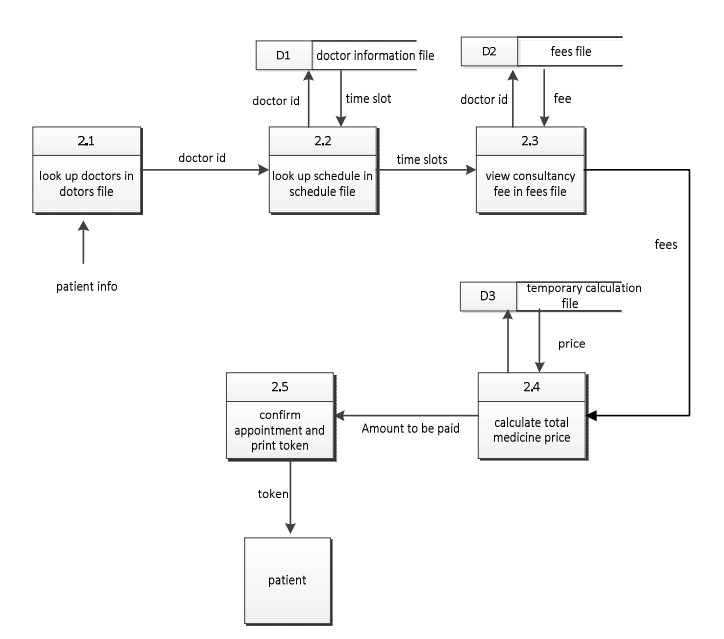 D1
doctor information file
D2
fees file
doctor id
time slot
doctor id
fee
2.1
look up doctors in
dotors file
doctor id
2.2
look up schedule in
schedule file
time slots
2.3
view consultancy
fee in fees file
patient info
fees
D3
temporary calculation
file
price
2.5
confirm
appointment and
print token
Amount to be paid
2.4
calculate total
medicine price
token
patient